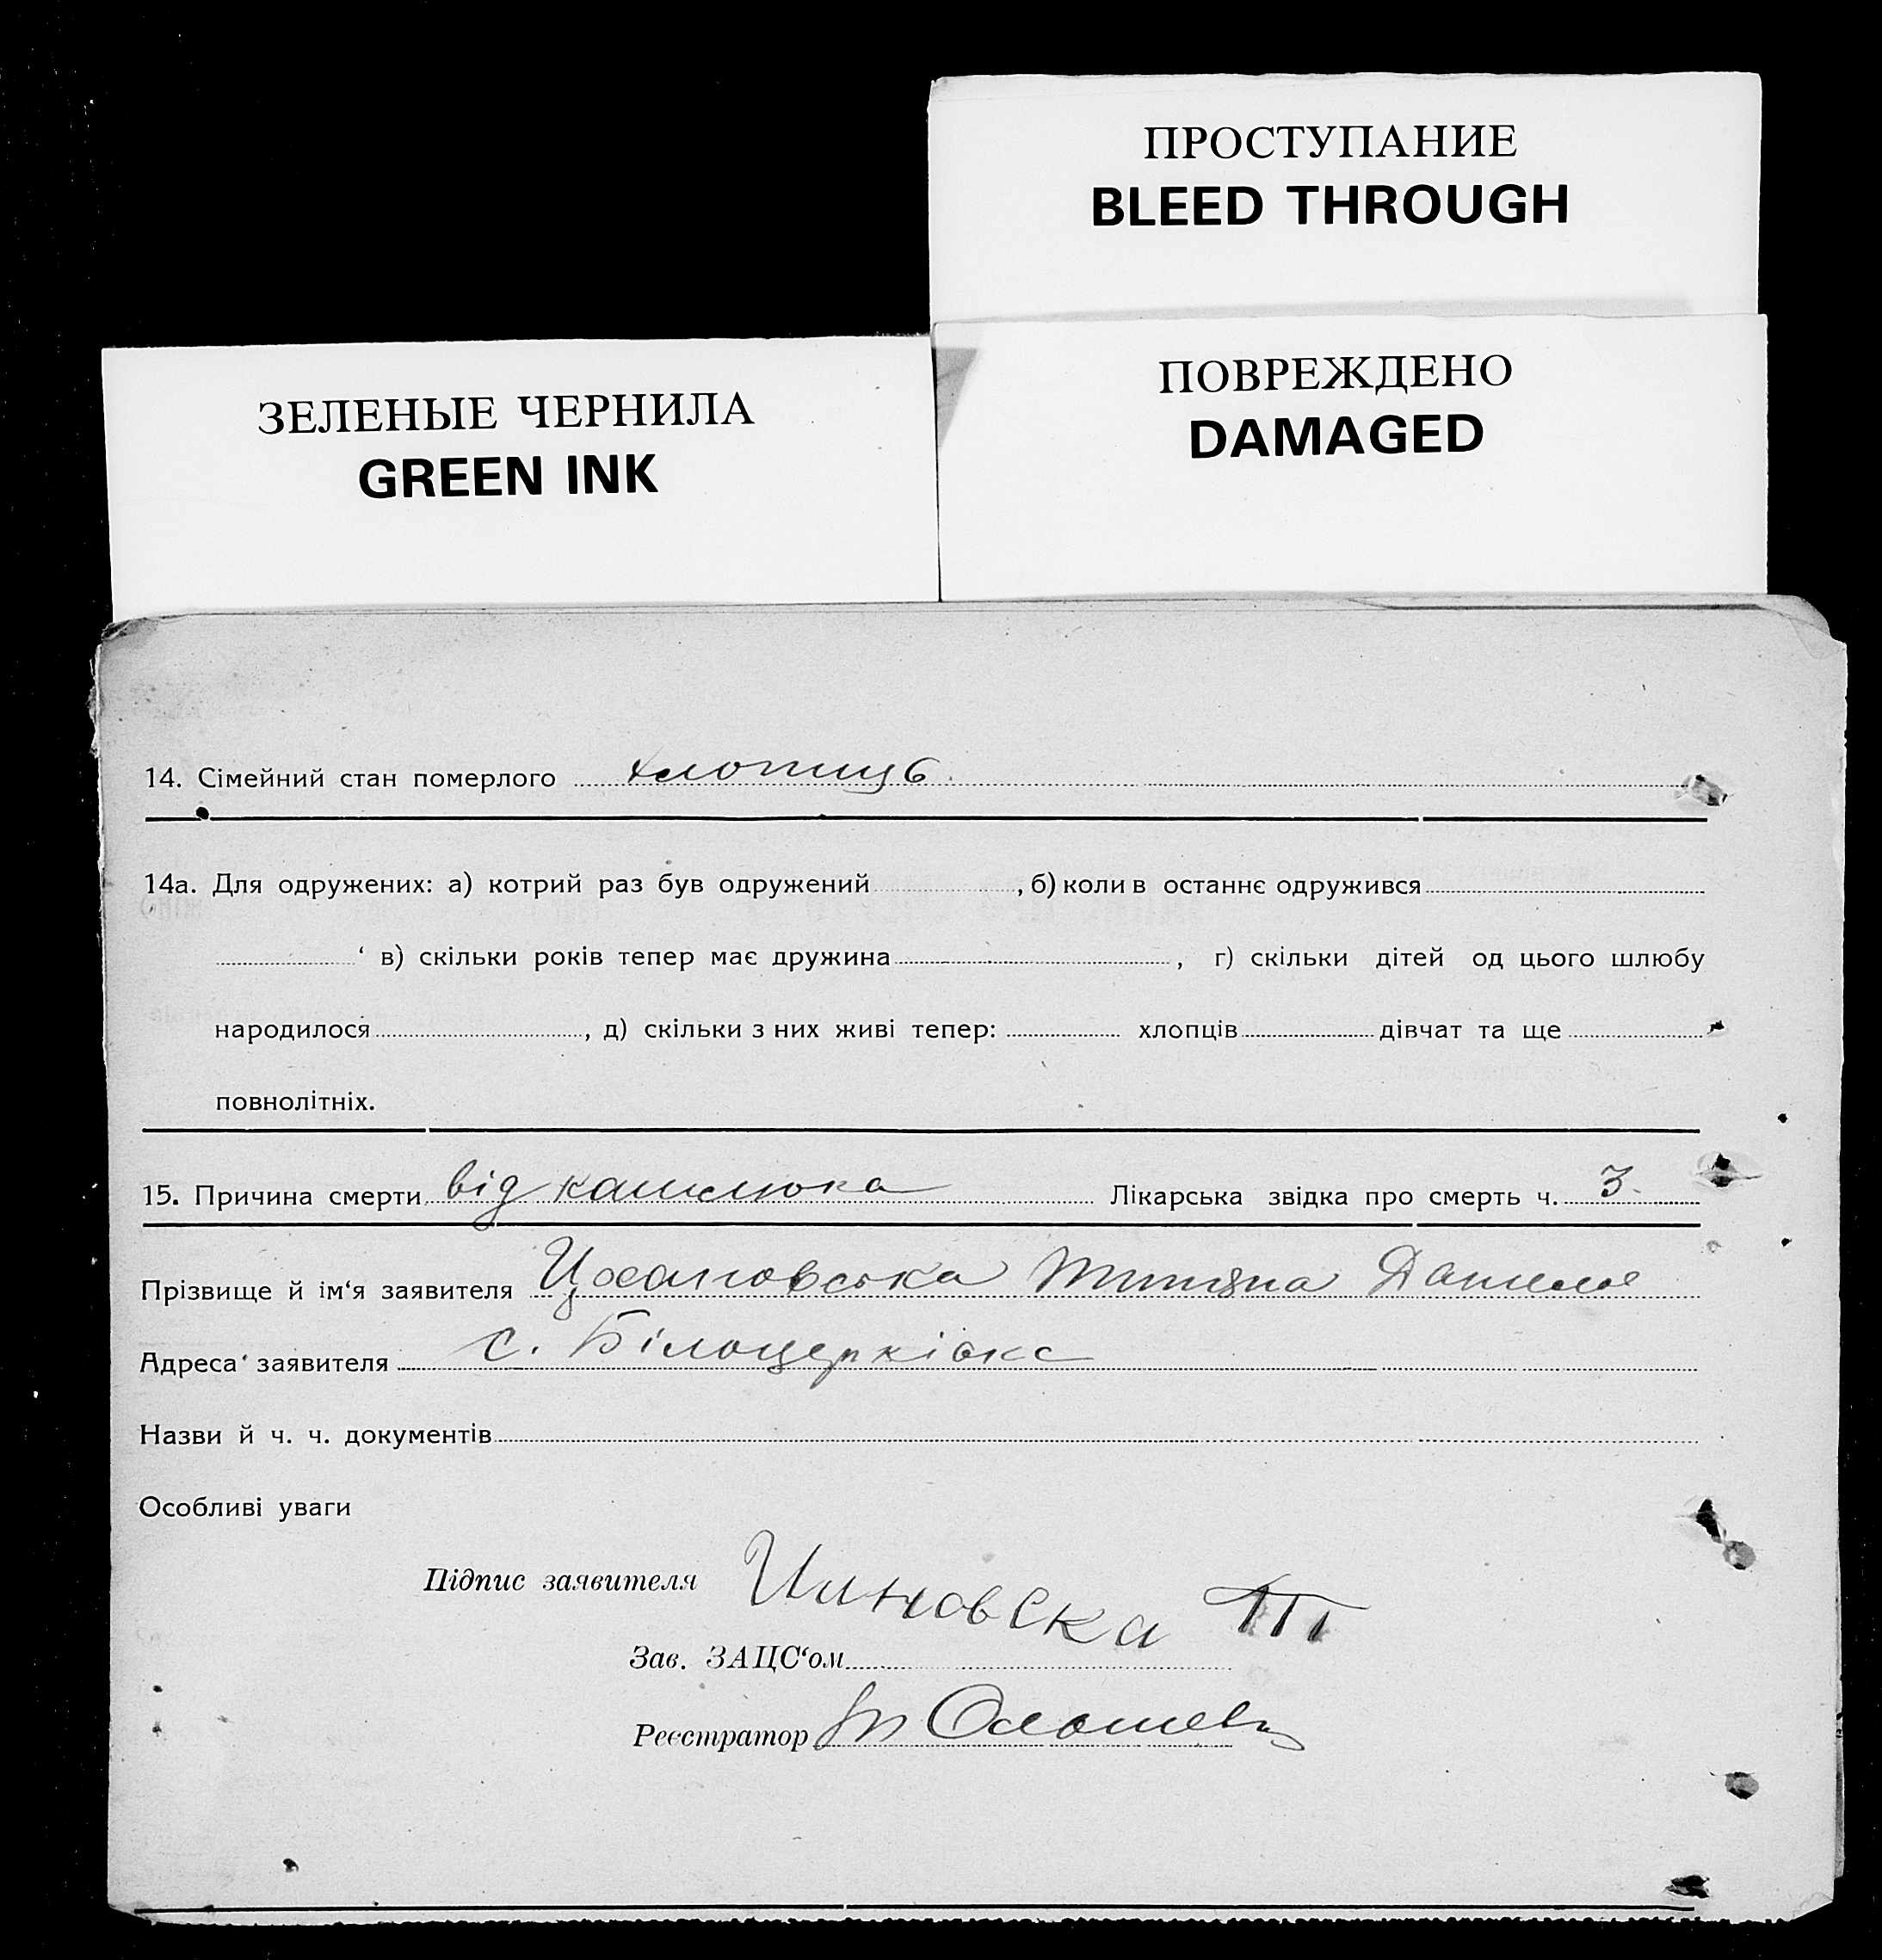 ПРОСТУПАНИЕ
BLEED THROUGH
ПОВРЕЖДЕНО
DAMAGED
ЗЕЛЕНЫЕ ЧЕРНИЛА
GREEN INK
14. Сімейний стан померлого хлопиць
14а. Для одружених: а) котрий раз був одружений , б) коли в останнє одружився
‘ в) скільки років тепер має дружина , г) скільки дітей од цього шлюбу
народилося , д) скільки з них живі тепер: хлопців дівчат та ще
повнолітніх.
15. Причина смерти від кашлюка Лікарська звідка про смерть ч. 3
Прізвище й ім‘я заявителя
Адреса заявителя с. Білоцерківка
Назви й ч. ч. документів
Особливі уваги
Підпис заявителя
Зав. ЗАЦС‘ом
Реєстратор